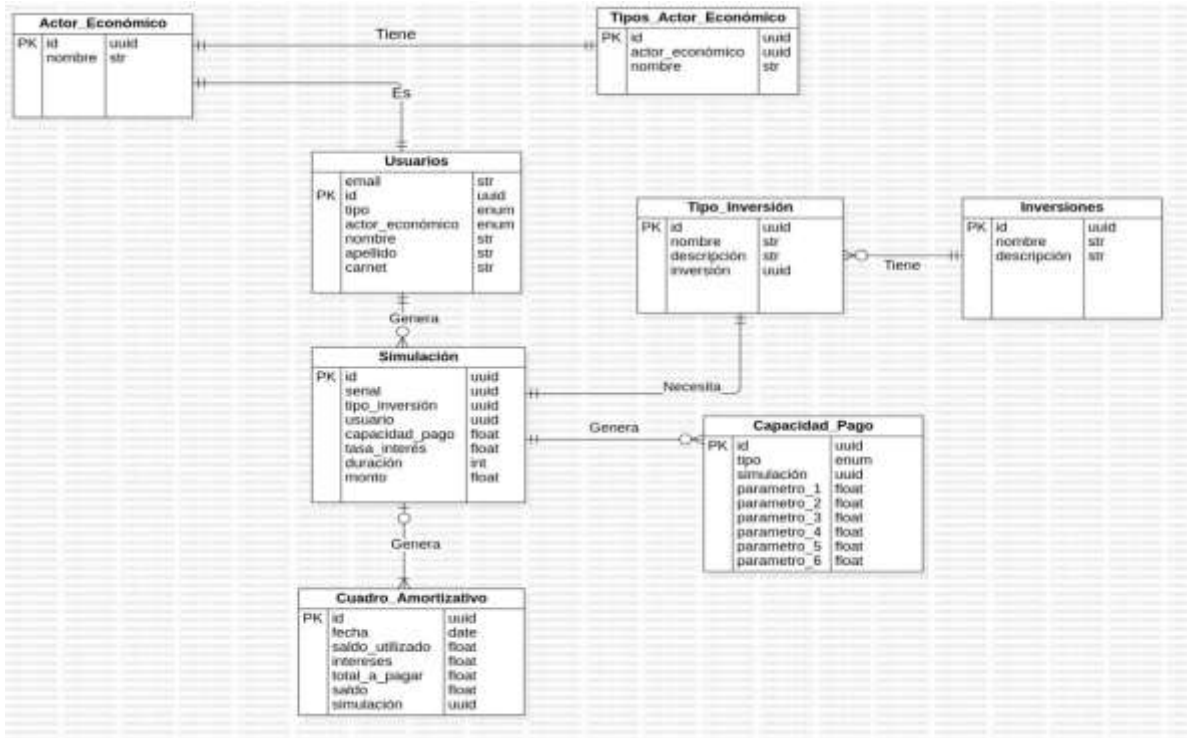 Actor_Económico
PK id uuid
nombre str
Tiene
Tipos_Actor_Económico
PK id uuid
actor_económico uuid
nombre str
Es
Usuarios
email str
PK id uuid
tipo enum
actor_económico enum
nombre str
apellido str
carnet str
Tipo_Inversión
PK id uuid
nombre str
descripción str
inversión uuid
Tiene
Inversiones
PK id uuid
nombre str
descripción str
Genera
Simulación
PK id uuid
serial uuid
tipo_inversión uuid
usuario uuid
capacidad_pago float
tasa_interés float
duración int
monto float
Necesita
Genera
Capacidad_Pago
PK id uuid
tipo enum
simulación uuid
parametro_1 float
parametro_2 float
parametro_3 float
parametro_4 float
parametro_5 float
parametro_6 float
Genera
Cuadro_Amortizativo
PK id uuid
fecha date
saldo_utilizado float
intereses float
total_a_pagar float
saldo float
simulación uuid